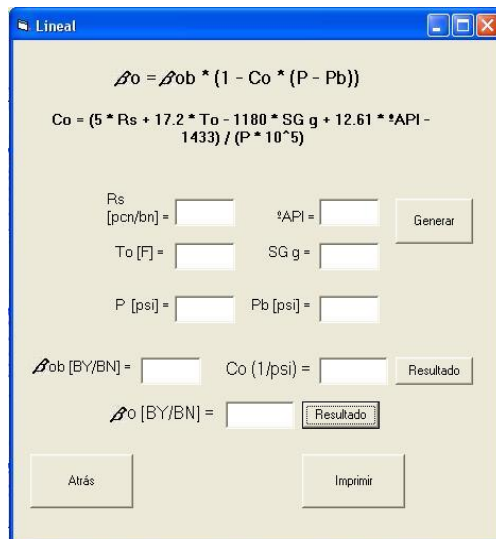 Lineal
βo = βob * (1 - Co * (P - Pb))
Co = (5 * Rs + 17.2 * To - 1180 * SG g + 12.61 * ºAPI -
1433) / (P * 10^5)
Rs
[pcn/bn] =
ºAPI =
Generar
To [F] =
SG g =
P [psi] =
Pb [psi] =
βob [BY/BN] =
Co (1/psi) =
Resultado
βo [BY/BN] =
Resultado
Atrás
Imprimir